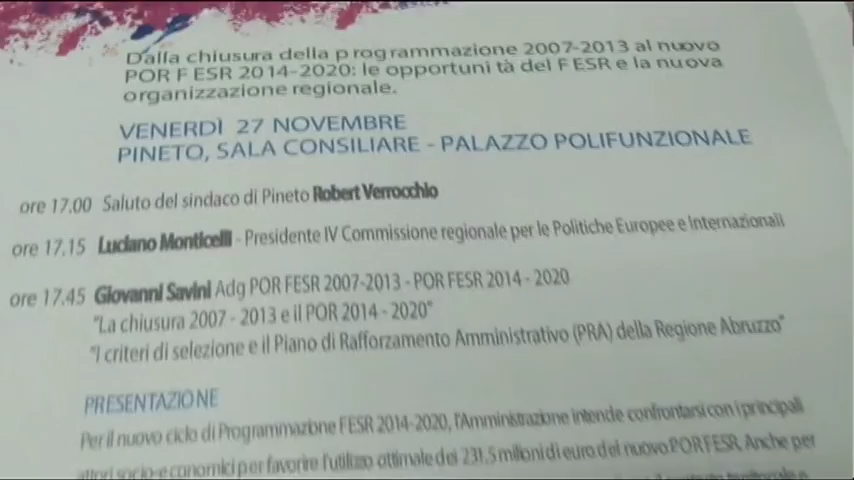 Dalla chiusura della programmazione 2007-2013 al nuovo
POR FESR 2014-2020: le opportuni tà del FESR e la nuova
organizzazione regionale.
VENERDÌ 27 NOVEMBRE
PINETO, SALA CONSILIARE - PALAZZO POLIFUNZIONALE
ore 17.00 Saluto del sindaco di Pineto Robert Verrocchio
ore 17.15 Luciano Monticelli - Presidente IV Commissione regionale per le Politiche Europee e Internazionali
ore 17.45 Giovanni Savini Adg POR FESR 2007-2013 - POR FESR 2014 - 2020
"La chiusura 2007 - 2013 e il POR 2014 - 2020"
"I criteri di selezione e il Piano di Rafforzamento Amministrativo (PRA) della Regione Abruzzo"
PRESENTAZIONE
Per il nuovo ciclo di Programmazione FESR 2014-2020, l'Amministrazione intende confrontarsi con i principali
attori socio-e conomici per favorire l'utilizzo ottimale dei 231,5 milioni di euro del nuovo POR FESR. Anche per